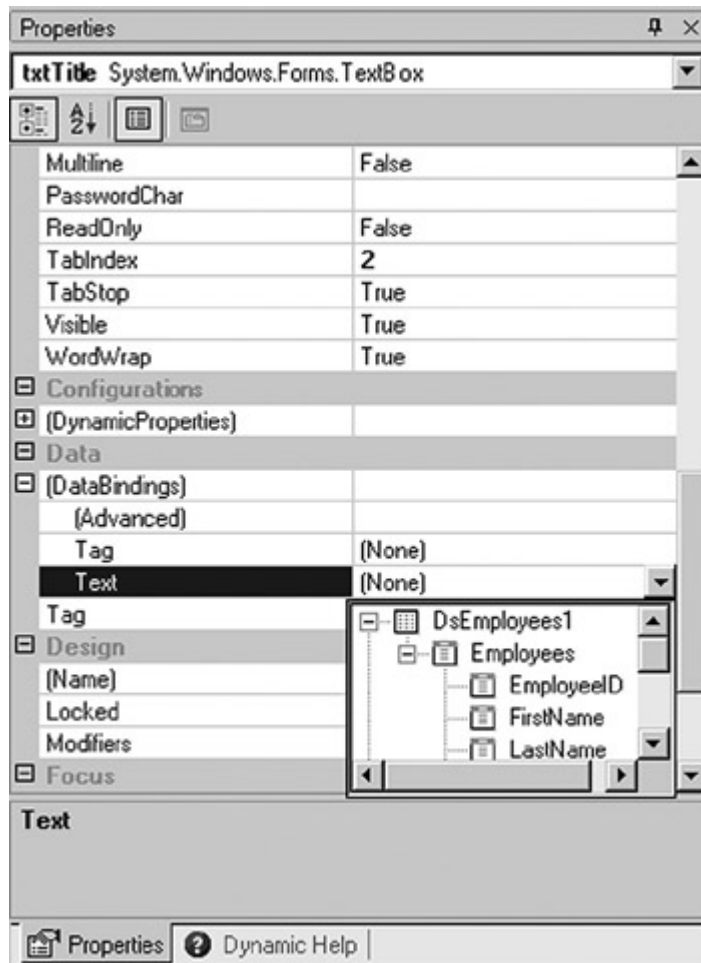 Properties
txtTitle System.Windows.Forms.TextBox
Multiline False
PasswordChar
ReadOnly False
TabIndex 2
TabStop True
Visible True
WordWrap True
Configurations
(DynamicProperties)
Data
(DataBindings)
(Advanced)
Tag (None)
Text (None)
Tag
DsEmployees1
Design
Employees
(Name)
EmployeeID
Locked
FirstName
Modifiers
LastName
Focus
Text
Properties Dynamic Help